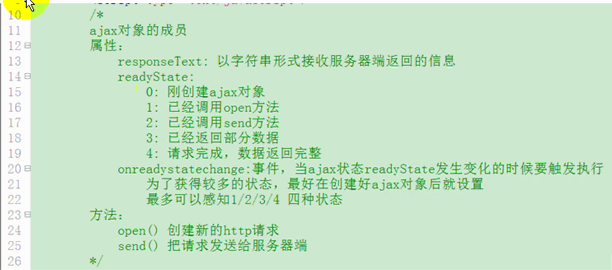 10 /*
11 ajax对象的成员
12 属性:
13 responseText: 以字符串形式接收服务器端返回的信息
14 readyState:
15 0: 刚创建ajax对象
16 1: 已经调用open方法
17 2: 已经调用send方法
18 3: 已经返回部分数据
19 4: 请求完成, 数据返回完整
20 onreadystatechange:事件, 当ajax状态readyState发生变化的时候要触发执行
21 为了获得较多的状态, 最好在创建好ajax对象后就设置
22 最多可以感知1/2/3/4 四种状态
23 方法:
24 open() 创建新的http请求
25 send() 把请求发送给服务器端
26 */